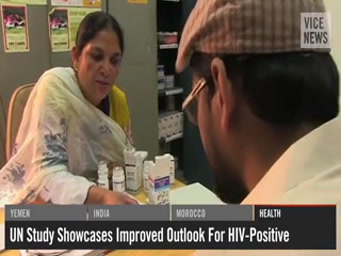 VICE
NEWS
YEMEN
INDIA
MOROCCO
HEALTH
UN Study Showcases Improved Outlook For HIV-Positive